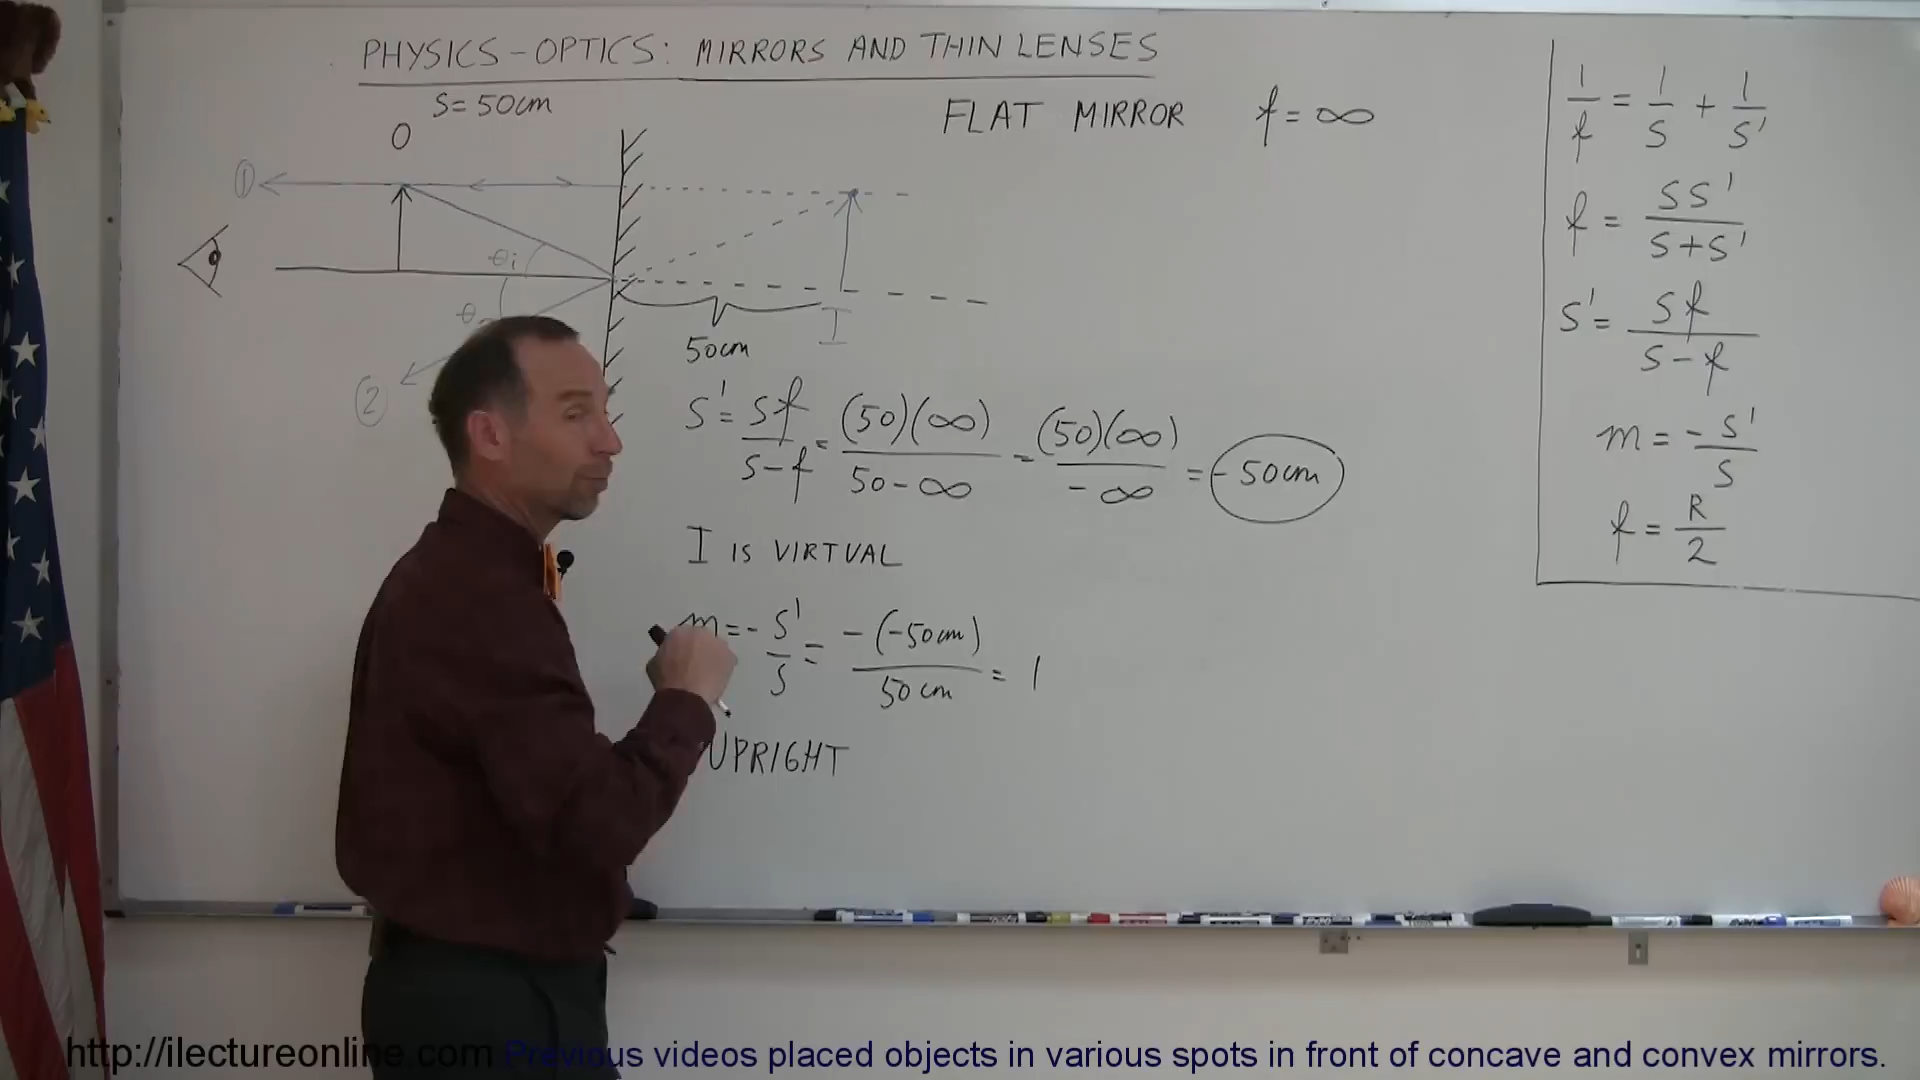 PHYSICS-OPTICS: MIRRORS AND THIN LENSES
S= 50cm
O
FLAT MIRROR f = ∞
①
θi
θ
②
I
50cm
S' = Sf/S-f = (50)(∞)/50-∞ = (50)(∞)/-∞ = -50cm
I IS VIRTUAL
m = - S'/S = -(-50cm)/50cm = 1
UPRIGHT
1/f = 1/S + 1/S'
f = SS'/S+S'
S' = Sf/S-f
m = - S'/S
f = R/2
http://ilectureonline.com Previous videos placed objects in various spots in front of concave and convex mirrors.